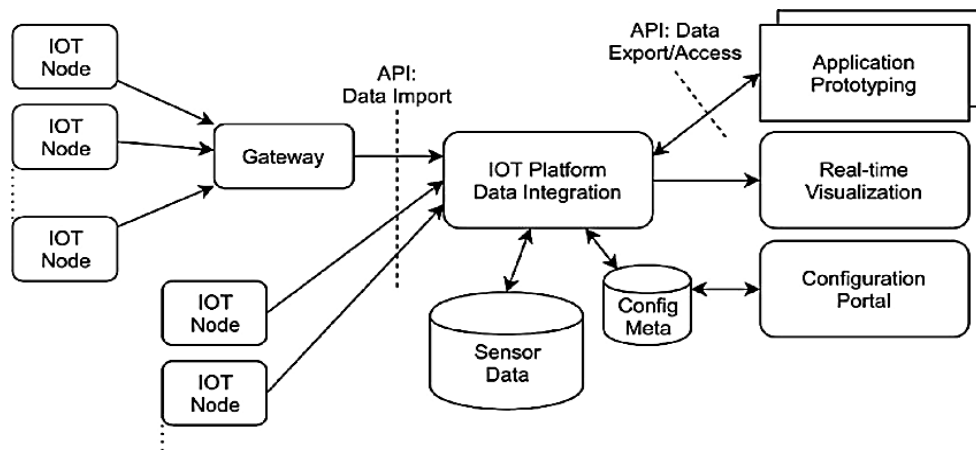 IOT
Node
IOT
Node
IOT
Node
Gateway
API:
Data Import
IOT
Node
IOT
Node
IOT Platform
Data Integration
Sensor
Data
Config
Meta
API: Data
Export/Access
Application
Prototyping
Real-time
Visualization
Configuration
Portal